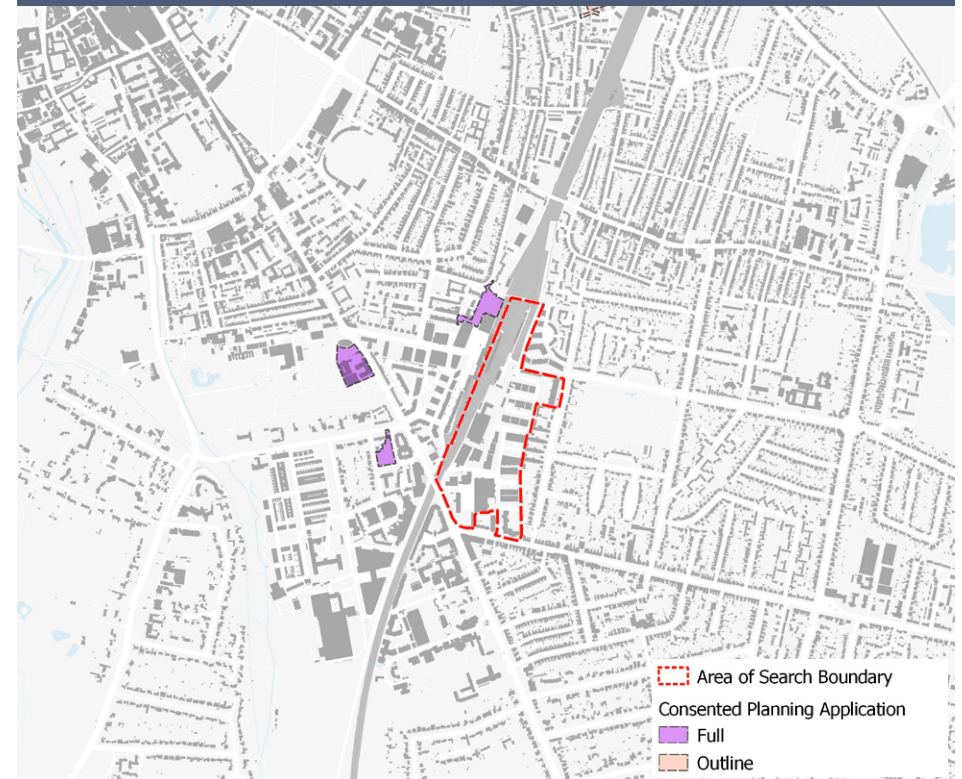 Area of Search Boundary
Consented Planning Application
Full
Outline